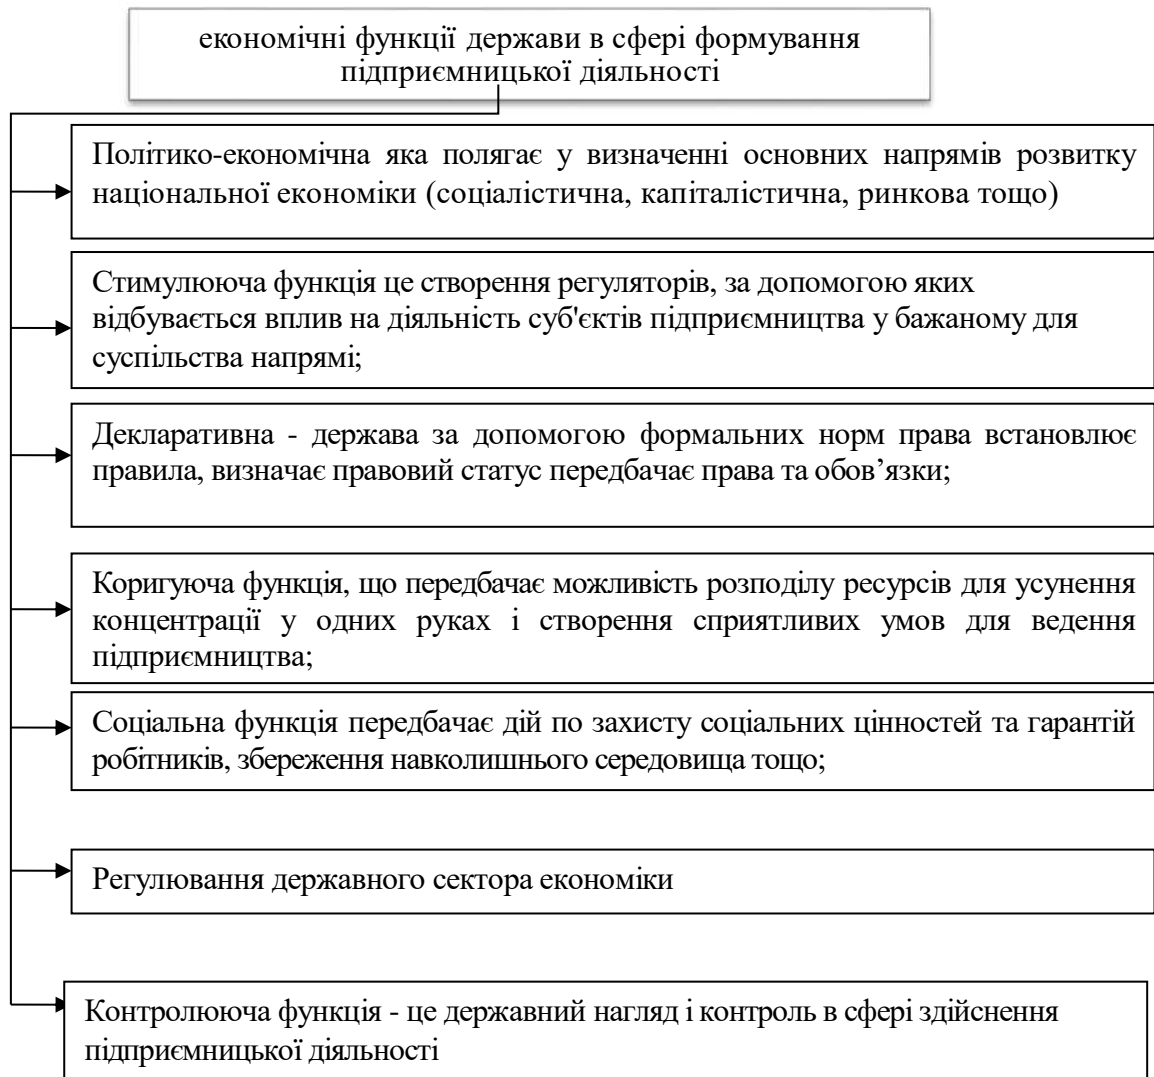 економічні функції держави в сфері формування
підприємницької діяльності
Політико-економічна яка полягає у визначенні основних напрямів розвитку
національної економіки (соціалістична, капіталістична, ринкова тощо)
Стимулююча функція це створення регуляторів, за допомогою яких
відбувається вплив на діяльність суб'єктів підприємництва у бажаному для
суспільства напрямі;
Декларативна - держава за допомогою формальних норм права встановлює
правила, визначає правовий статус передбачає права та обов’язки;
Коригуюча функція, що передбачає можливість розподілу ресурсів для усунення
концентрації у одних руках і створення сприятливих умов для ведення
підприємництва;
Соціальна функція передбачає дій по захисту соціальних цінностей та гарантій
робітників, збереження навколишнього середовища тощо;
Регулювання державного сектора економіки
Контролююча функція - це державний нагляд і контроль в сфері здійснення
підприємницької діяльності